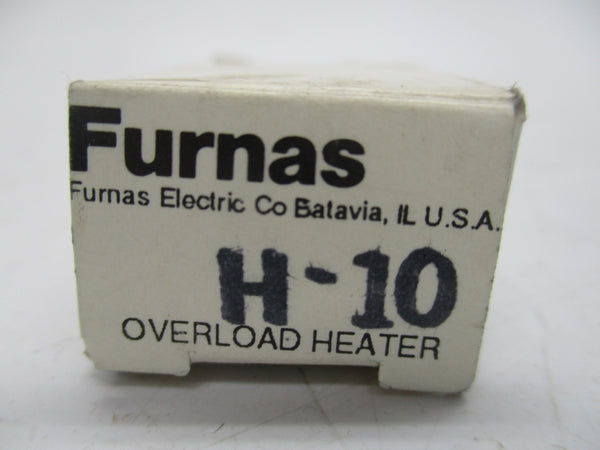 Furnas
Furnas Electric Co Batavia, IL U.S.A.
H-10
OVERLOAD HEATER